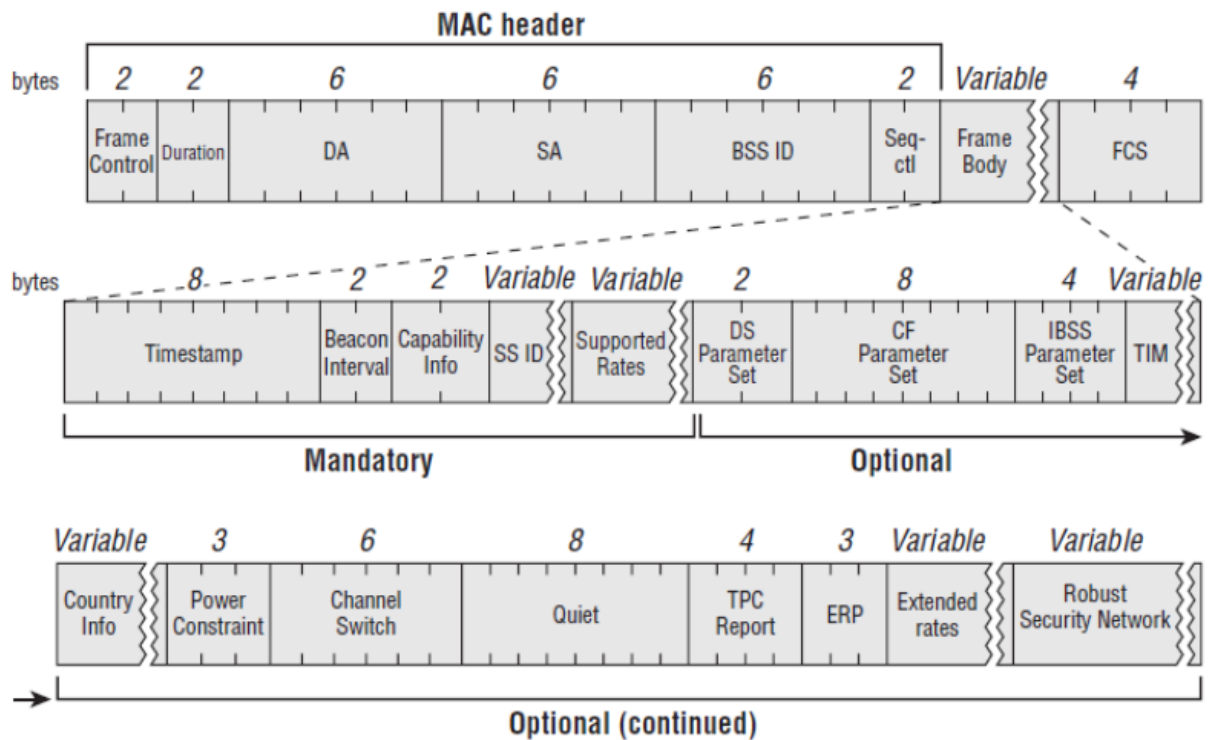 MAC header
bytes 2 2 6 6 6 2 Variable 4
Frame Control Duration DA SA BSS ID Seq-ctl Frame Body FCS
bytes 8 2 2 Variable Variable 2 8 4 Variable
Timestamp Beacon Interval Capability Info SS ID Supported Rates DS Parameter Set CF Parameter Set IBSS Parameter Set TIM
Mandatory Optional
Variable 3 6 8 4 3 Variable Variable
Country Info Power Constraint Channel Switch Quiet TPC Report ERP Extended rates Robust Security Network
Optional (continued)